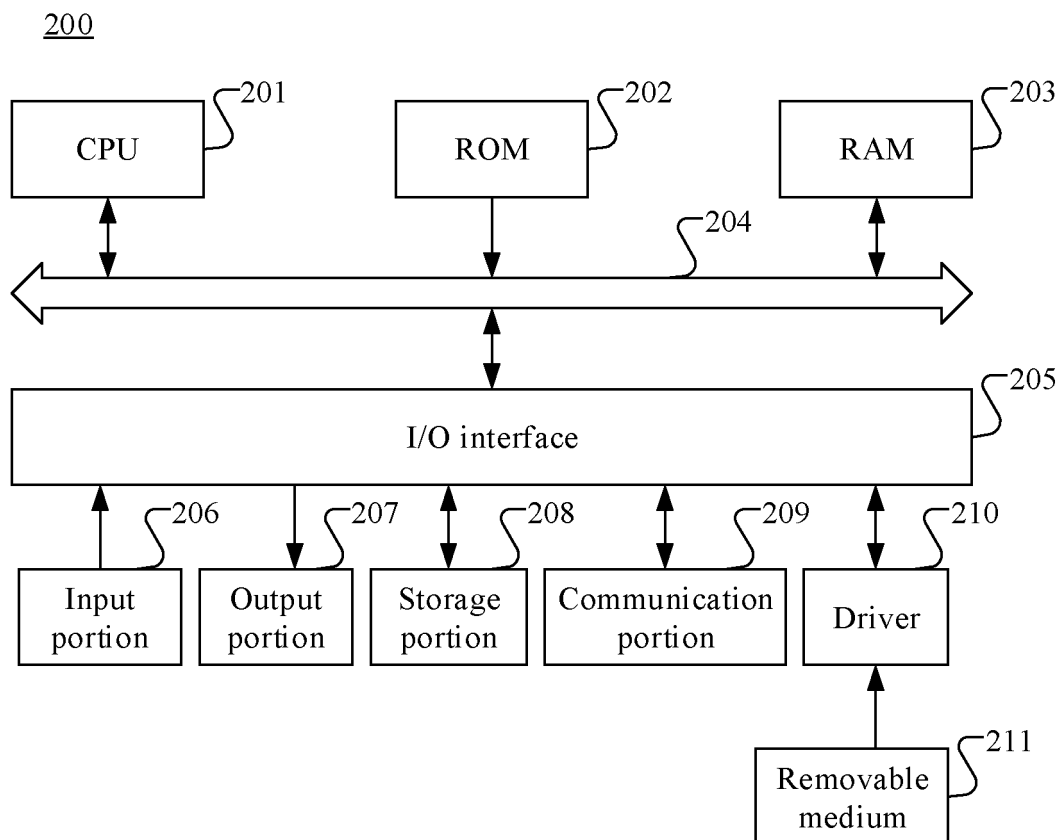 200
201
202
203
CPU
ROM
RAM
204
205
I/O interface
206
207
208
209
210
Input
portion
Output
portion
Storage
portion
Communication
portion
Driver
211
Removable
medium